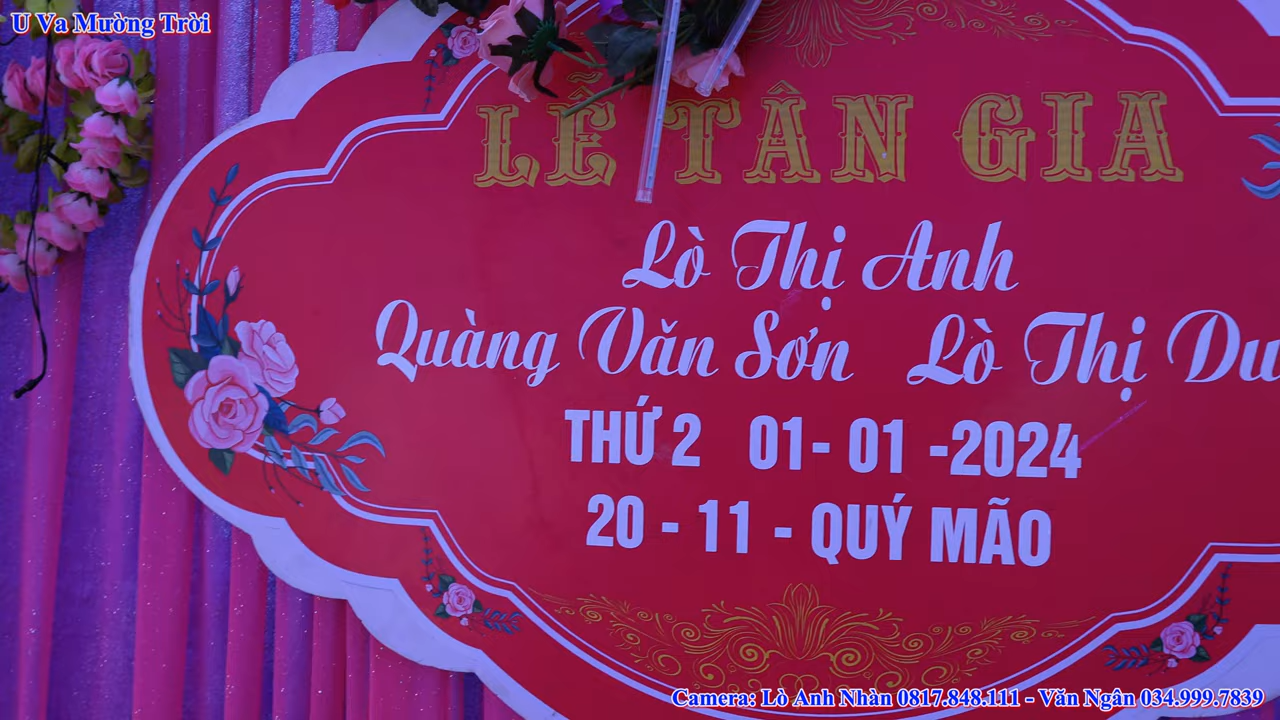 U Va Mường Trời
LỄ TÂN GIA
Lò Thị Anh
Quàng Văn Sơn Lò Thị Du
THỨ 2 01- 01 -2024
20 - 11 - QUÝ MÃO
Camera: Lò Anh Nhàn 0817.848.111 - Văn Ngân 034.999.7839